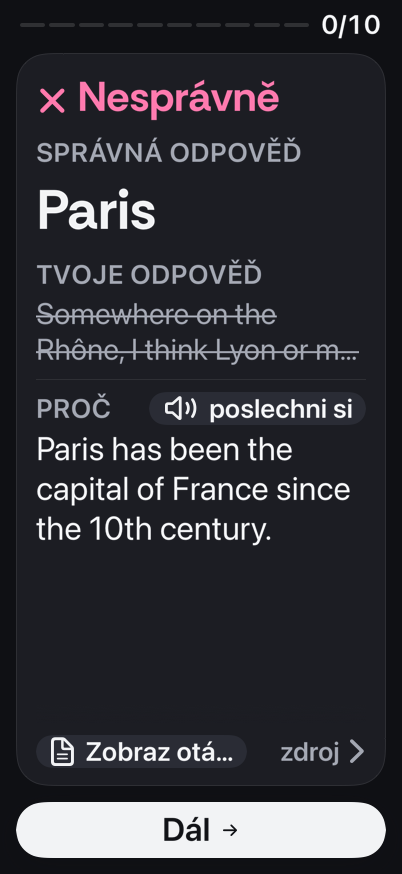 0/10
Nesprávně
SPRÁVNÁ ODPOVĚĎ
Paris
TVOJE ODPOVĚĎ
Somewhere on the
Rhône, I think Lyon or m...
PROČ
poslechni si
Paris has been the
capital of France since
the 10th century.
Zobraz otá...
zdroj
Dál →